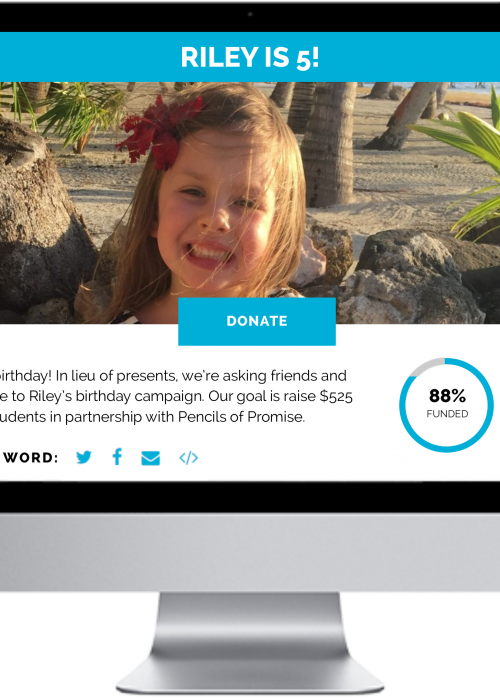 RILEY IS 5!
DONATE
birthday! In lieu of presents, we're asking friends and
e to Riley's birthday campaign. Our goal is raise $525
udents in partnership with Pencils of Promise.
88%
FUNDED
WORD: